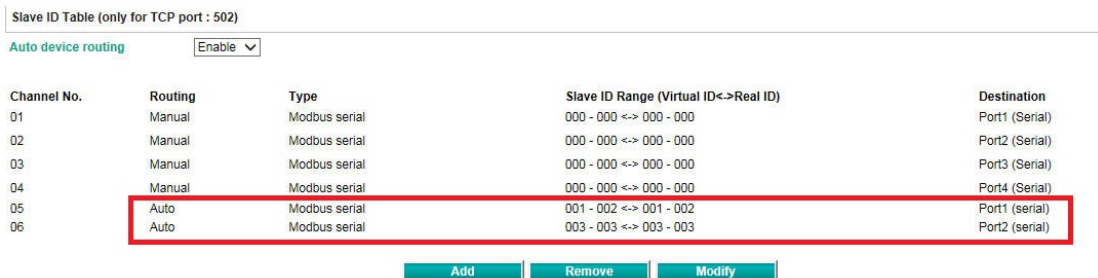 Slave ID Table (only for TCP port : 502)
Auto device routing Enable
Channel No. Routing Type Slave ID Range (Virtual ID<->Real ID) Destination
01 Manual Modbus serial 000 - 000 <-> 000 - 000 Port1 (Serial)
02 Manual Modbus serial 000 - 000 <-> 000 - 000 Port2 (Serial)
03 Manual Modbus serial 000 - 000 <-> 000 - 000 Port3 (Serial)
04 Manual Modbus serial 000 - 000 <-> 000 - 000 Port4 (Serial)
05 Auto Modbus serial 001 - 002 <-> 001 - 002 Port1 (serial)
06 Auto Modbus serial 003 - 003 <-> 003 - 003 Port2 (serial)
Add Remove Modify